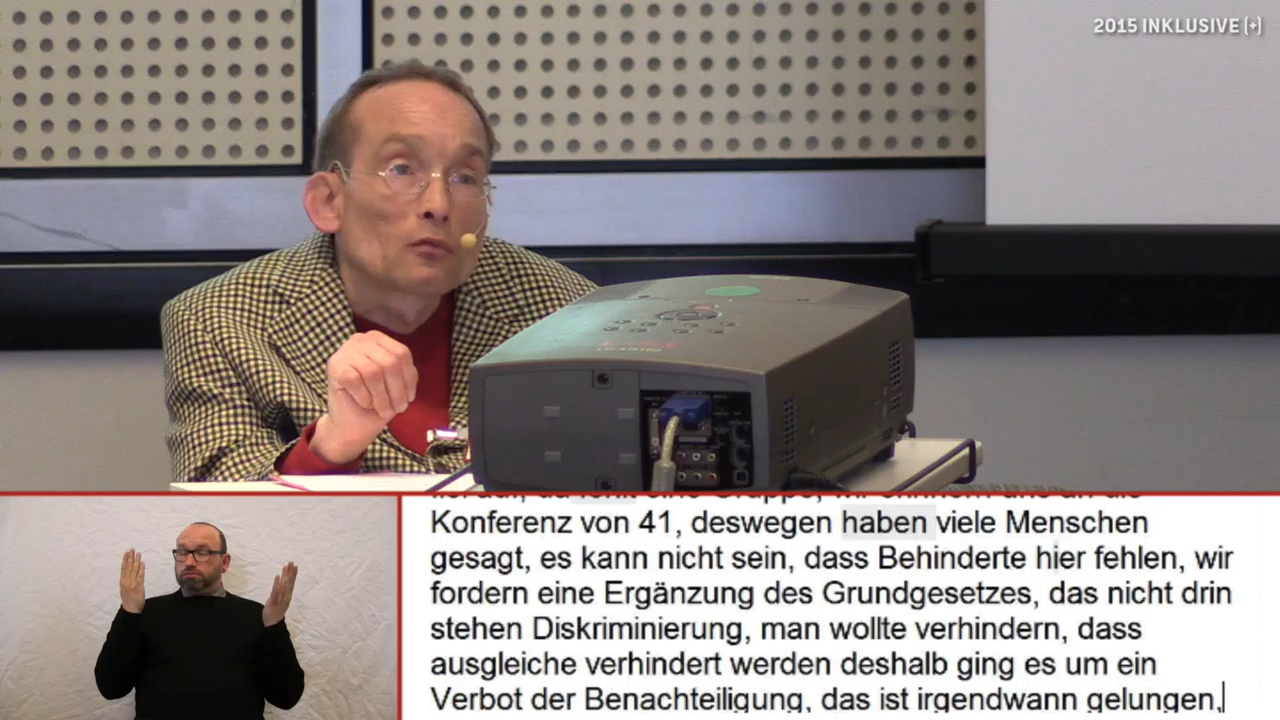 2015 INKLUSIVE [+]
Konferenz von 41, deswegen haben viele Menschen
gesagt, es kann nicht sein, dass Behinderte hier fehlen, wir
fordern eine Ergänzung des Grundgesetzes, das nicht drin
stehen Diskriminierung, man wollte verhindern, dass
ausgleiche verhindert werden deshalb ging es um ein
Verbot der Benachteiligung, das ist irgendwann gelungen,